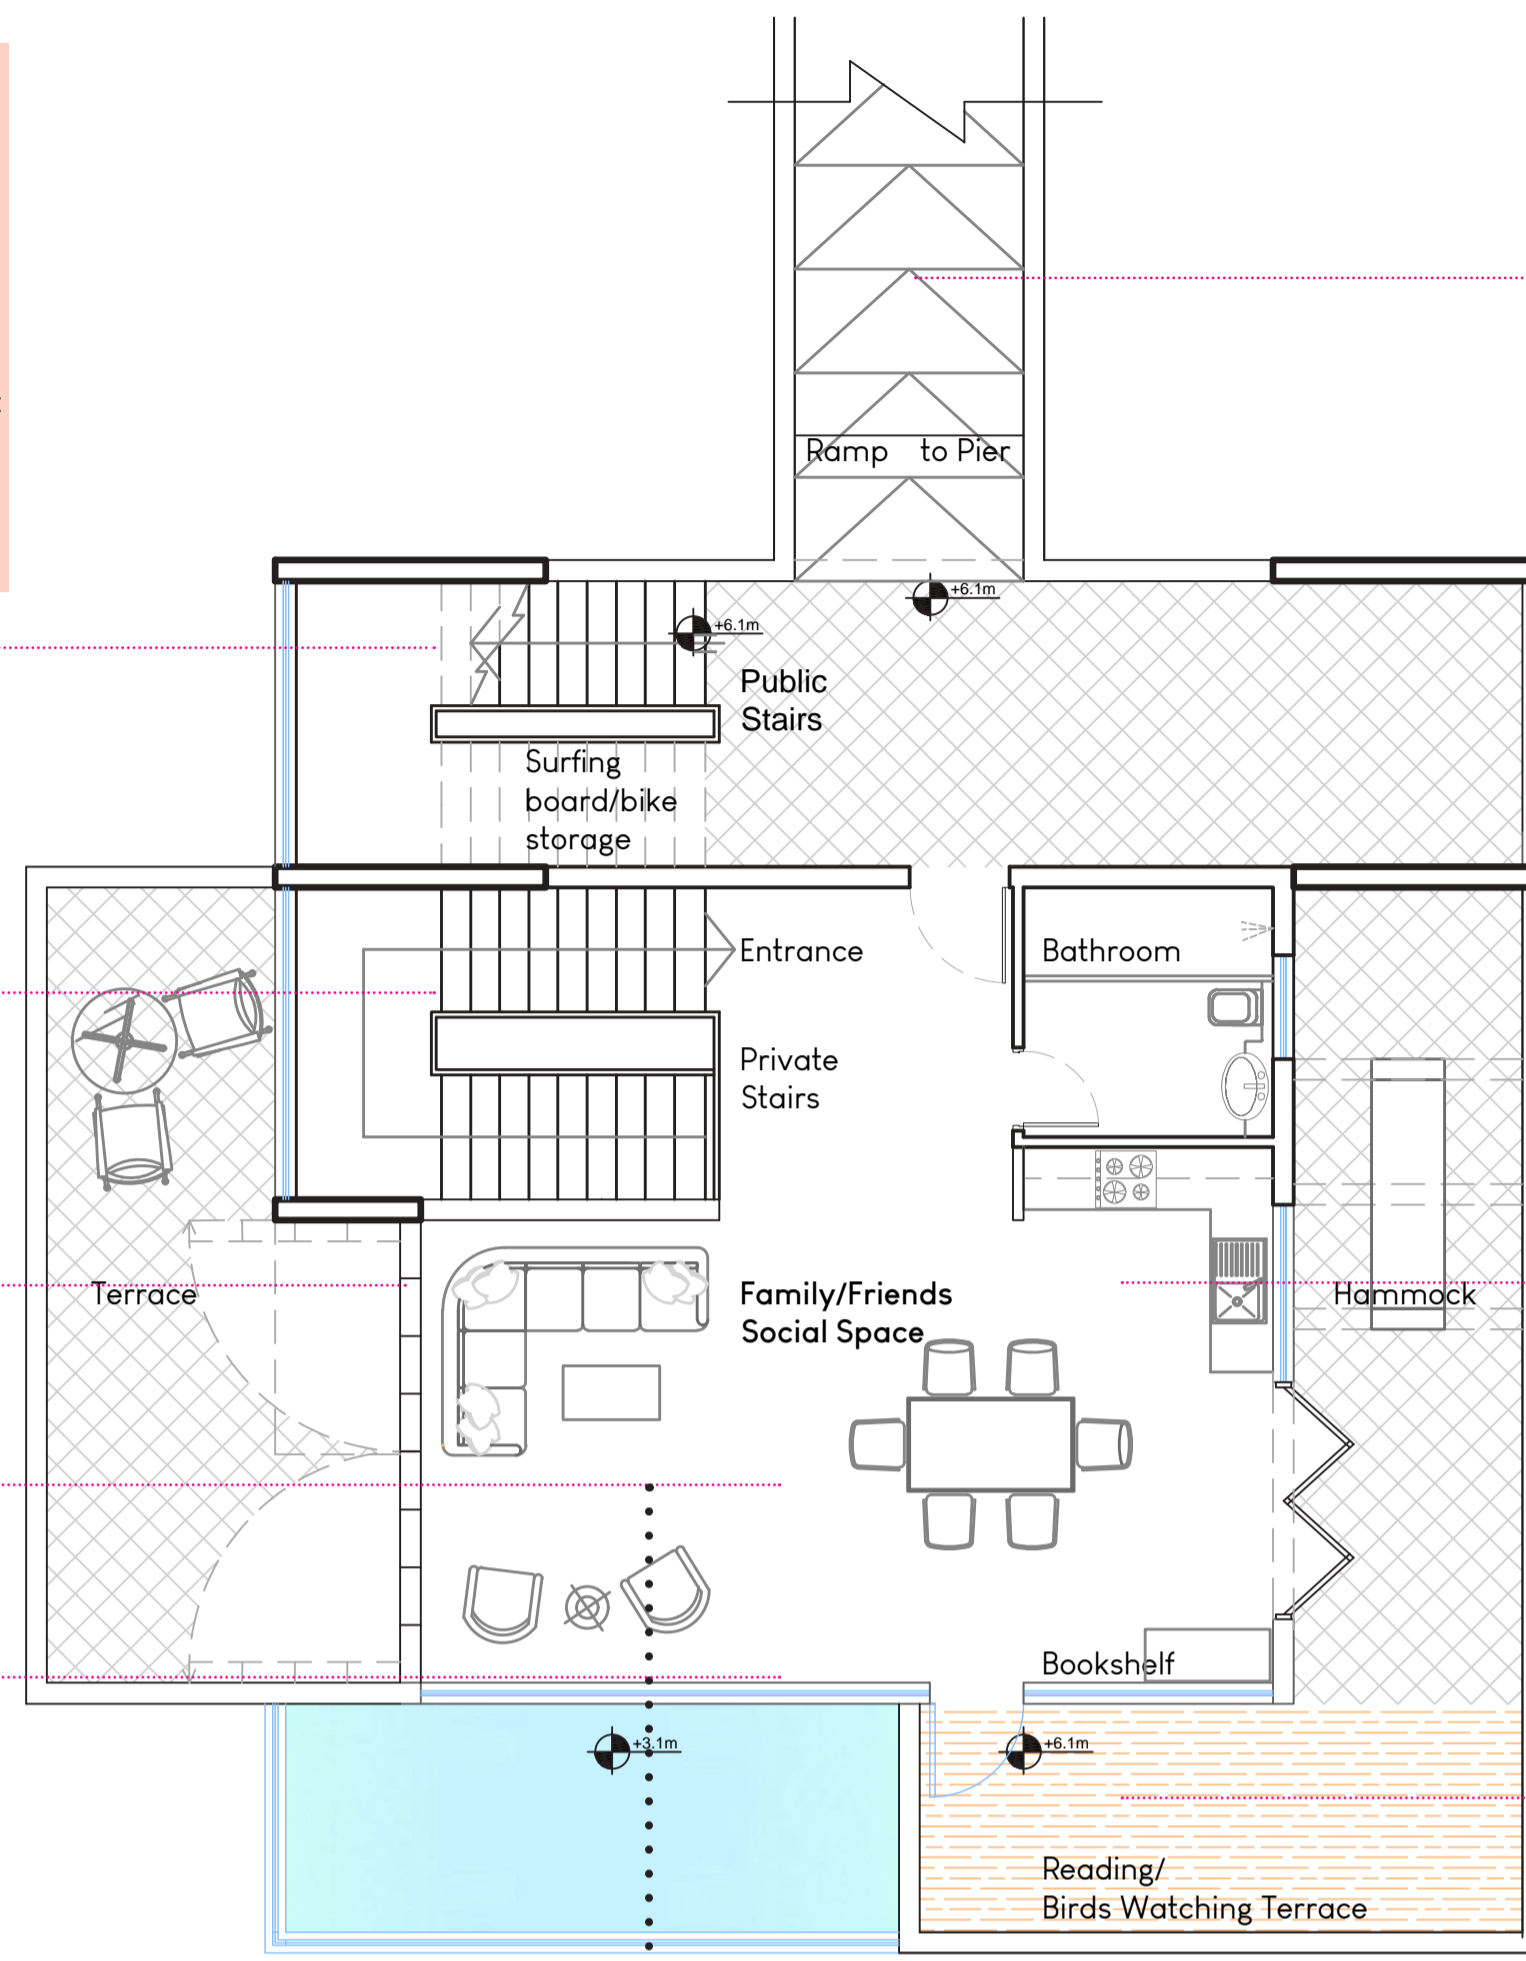 Ramp to Pier
+6.1m
+6.1m
Public
Stairs
Surfing
board/bike
storage
Entrance
Bathroom
Private
Stairs
Terrace
Family/Friends
Social Space
Hammock
Bookshelf
+3.1m
+6.1m
Reading/
Birds Watching Terrace